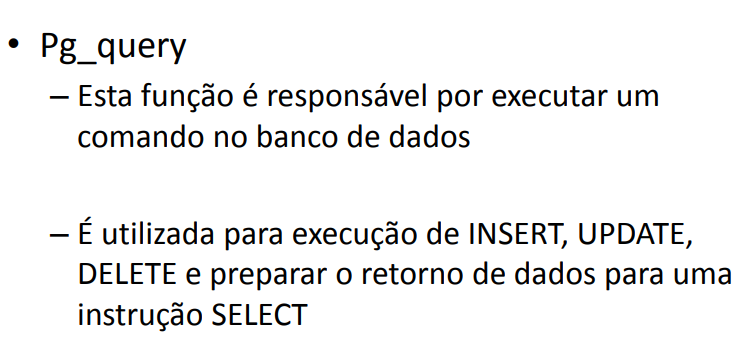 • Pg_query
– Esta função é responsável por executar um
comando no banco de dados
– É utilizada para execução de INSERT, UPDATE,
DELETE e preparar o retorno de dados para uma
instrução SELECT